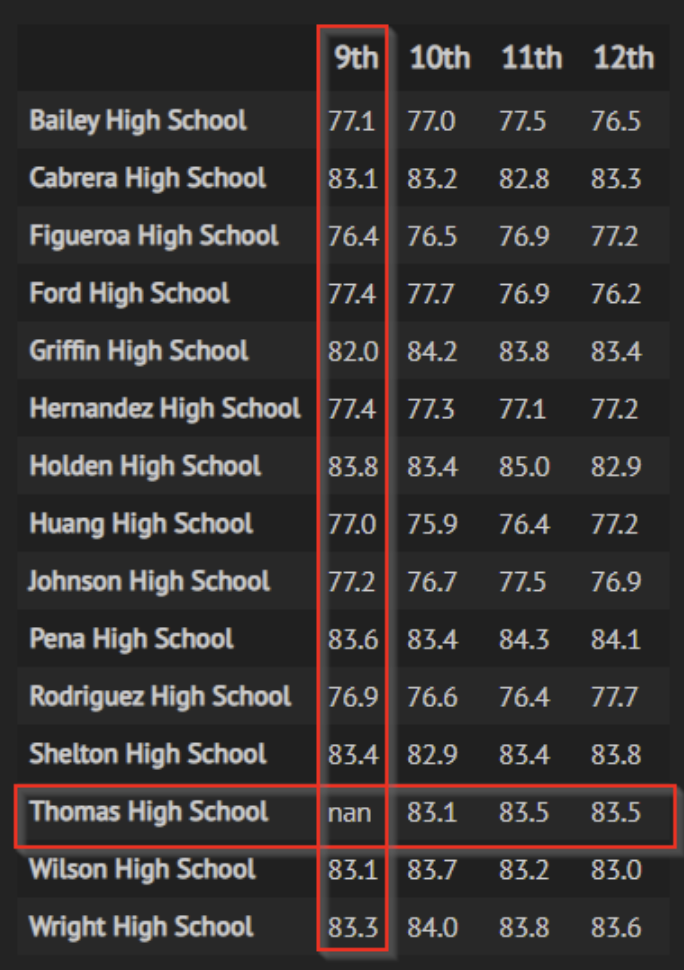 9th 10th 11th 12th
Bailey High School 77.1 77.0 77.5 76.5
Cabrera High School 83.1 83.2 82.8 83.3
Figueroa High School 76.4 76.5 76.9 77.2
Ford High School 77.4 77.7 76.9 76.2
Griffin High School 82.0 84.2 83.8 83.4
Hernandez High School 77.4 77.3 77.1 77.2
Holden High School 83.8 83.4 85.0 82.9
Huang High School 77.0 75.9 76.4 77.2
Johnson High School 77.2 76.7 77.5 76.9
Pena High School 83.6 83.4 84.3 84.1
Rodriguez High School 76.9 76.6 76.4 77.7
Shelton High School 83.4 82.9 83.4 83.8
Thomas High School nan 83.1 83.5 83.5
Wilson High School 83.1 83.7 83.2 83.0
Wright High School 83.3 84.0 83.8 83.6